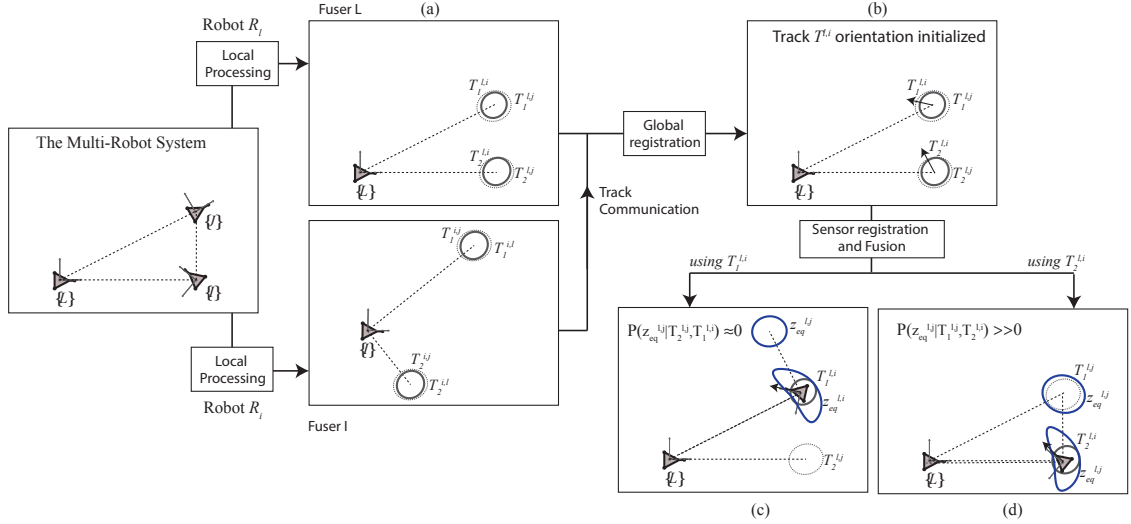 Robot R_l
Fuser L
(a)
(b)
Local
Processing
T_1^{l,i}
T_1^{l,j}
T_2^{l,i}
T_2^{l,j}
{L}
Track T^{l,i} orientation initialized
T_1^{l,i}
T_1^{l,j}
T_2^{l,i}
T_2^{l,j}
{L}
The Multi-Robot System
{J}
{L}
{I}
Global
registration
Track
Communication
T_1^{i,j}
T_1^{i,l}
{I}
T_2^{i,j}
T_2^{i,l}
Sensor registration
and Fusion
using T_1^{l,i}
using T_2^{l,i}
Local
Processing
Robot R_i
Fuser I
P(z_eq^{l,j}|T_2^{l,j},T_1^{l,i}) ≈0
z_eq^{l,j}
T_1^{l,i}
z_eq^{l,i}
T_2^{l,j}
{L}
(c)
P(z_eq^{l,j}|T_1^{l,j},T_2^{l,i}) >>0
T_1^{l,j}
z_eq^{l,j}
T_2^{l,i}
z_eq^{l,j}
{L}
(d)